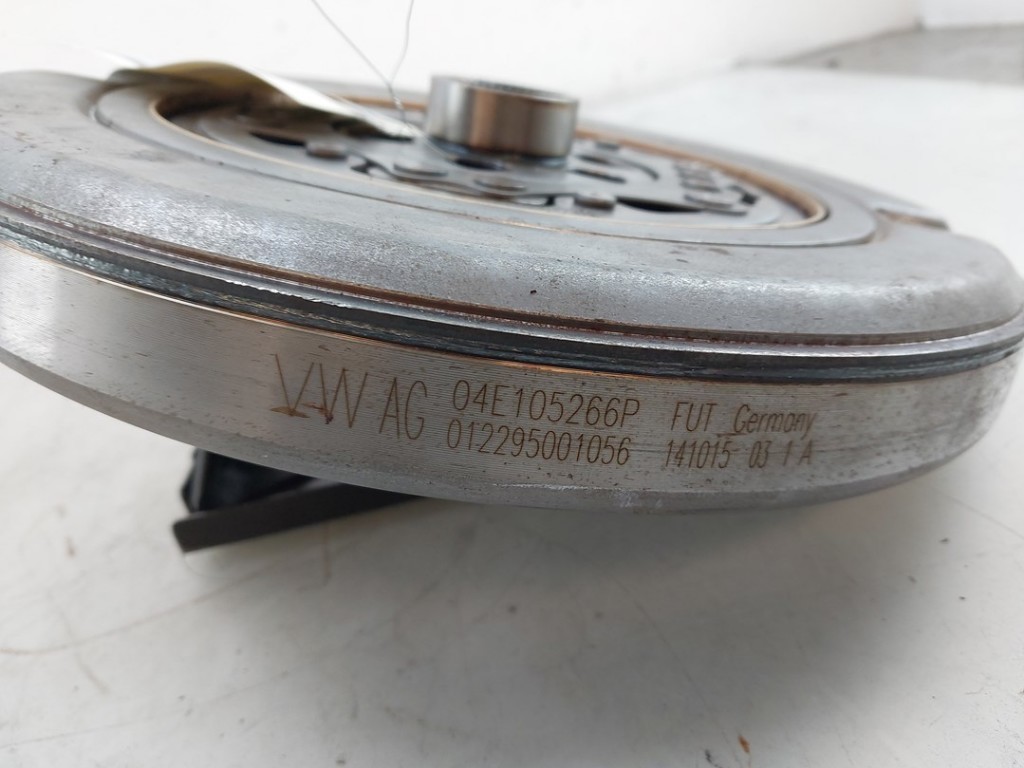 VW AG 04E105266P FUT Germany
012295001056 141015 03 1 A